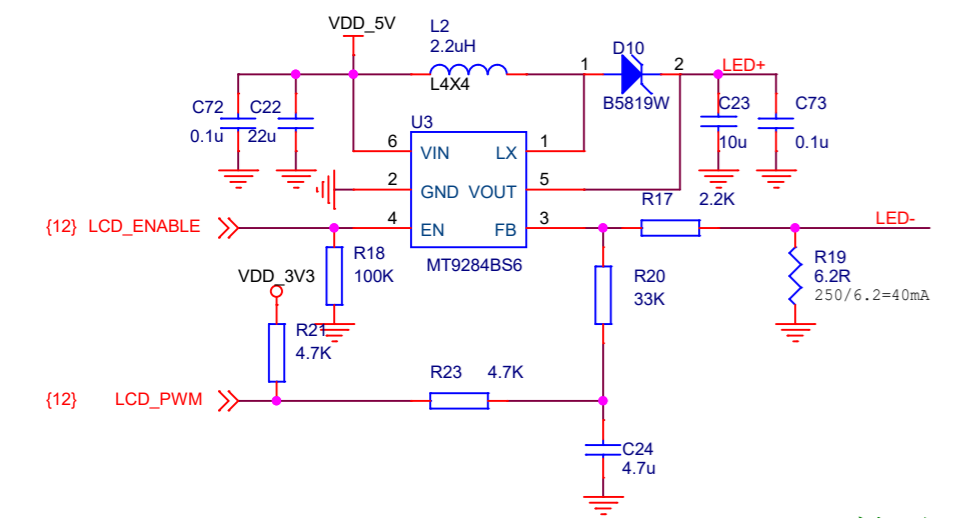 VDD_5V
L2
2.2uH
L4X4
D10
1
2
B5819W
LED+
C72
0.1u
C22
22u
C23
10u
C73
0.1u
U3
6
VIN
LX
1
2
GND
VOUT
5
4
EN
FB
3
MT9284BS6
{12}
LCD_ENABLE
R18
100K
R17
2.2K
LED-
R19
6.2R
250/6.2=40mA
VDD_3V3
R20
33K
R21
4.7K
{12}
LCD_PWM
R23
4.7K
C24
4.7u